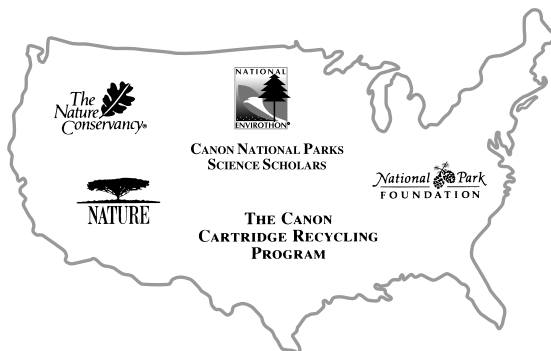 The
Nature
Conservancy®
NATIONAL
ENVIROTHON®
CANON NATIONAL PARKS
SCIENCE SCHOLARS
NATURE
National Park
FOUNDATION
THE CANON
CARTRIDGE RECYCLING
PROGRAM